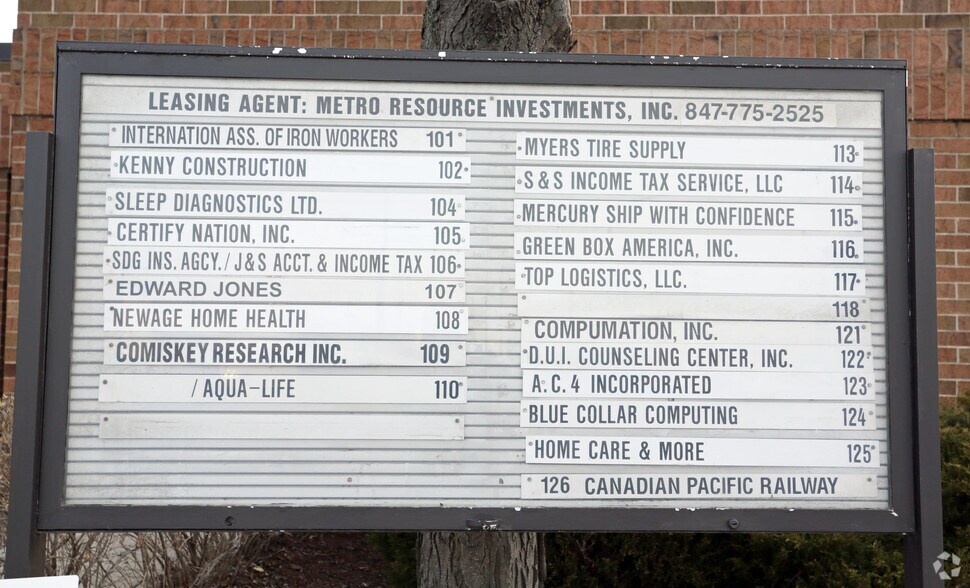 LEASING AGENT: METRO RESOURCE INVESTMENTS, INC. 847-775-2525
INTERNATION ASS. OF IRON WORKERS 101
KENNY CONSTRUCTION 102
SLEEP DIAGNOSTICS LTD. 104
CERTIFY NATION, INC. 105
SDG INS. AGCY. / J&S ACCT. & INCOME TAX 106
EDWARD JONES 107
NEWAGE HOME HEALTH 108
COMISKEY RESEARCH INC. 109
/ AQUA-LIFE 110
MYERS TIRE SUPPLY 113
S & S INCOME TAX SERVICE, LLC 114
MERCURY SHIP WITH CONFIDENCE 115
GREEN BOX AMERICA, INC. 116
TOP LOGISTICS, LLC. 117
118
COMPUMATION, INC. 121
D.U.I. COUNSELING CENTER, INC. 122
A.C.4 INCORPORATED 123
BLUE COLLAR COMPUTING 124
HOME CARE & MORE 125
126 CANADIAN PACIFIC RAILWAY